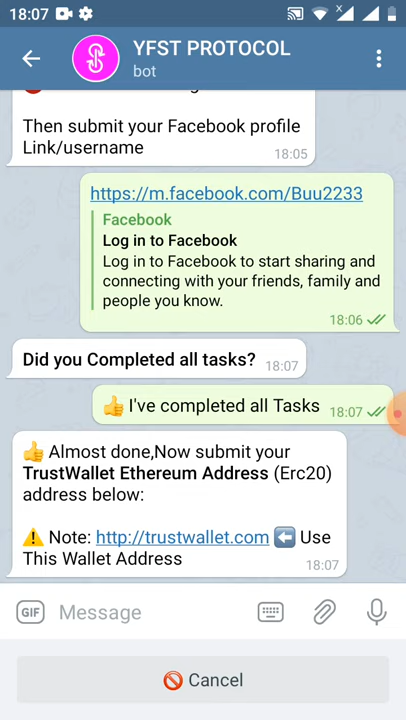 18:07
YFST PROTOCOL
bot
Then submit your Facebook profile
Link/username
18:05
https://m.facebook.com/Buu2233
Facebook
Log in to Facebook
Log in to Facebook to start sharing and
connecting with your friends, family and
people you know.
18:06
Did you Completed all tasks?
18:07
👍 I've completed all Tasks
18:07
👍 Almost done,Now submit your
TrustWallet Ethereum Address (Erc20)
address below:
⚠️ Note: http://trustwallet.com ⬅️ Use
This Wallet Address
18:07
GIF
Message
🚫 Cancel